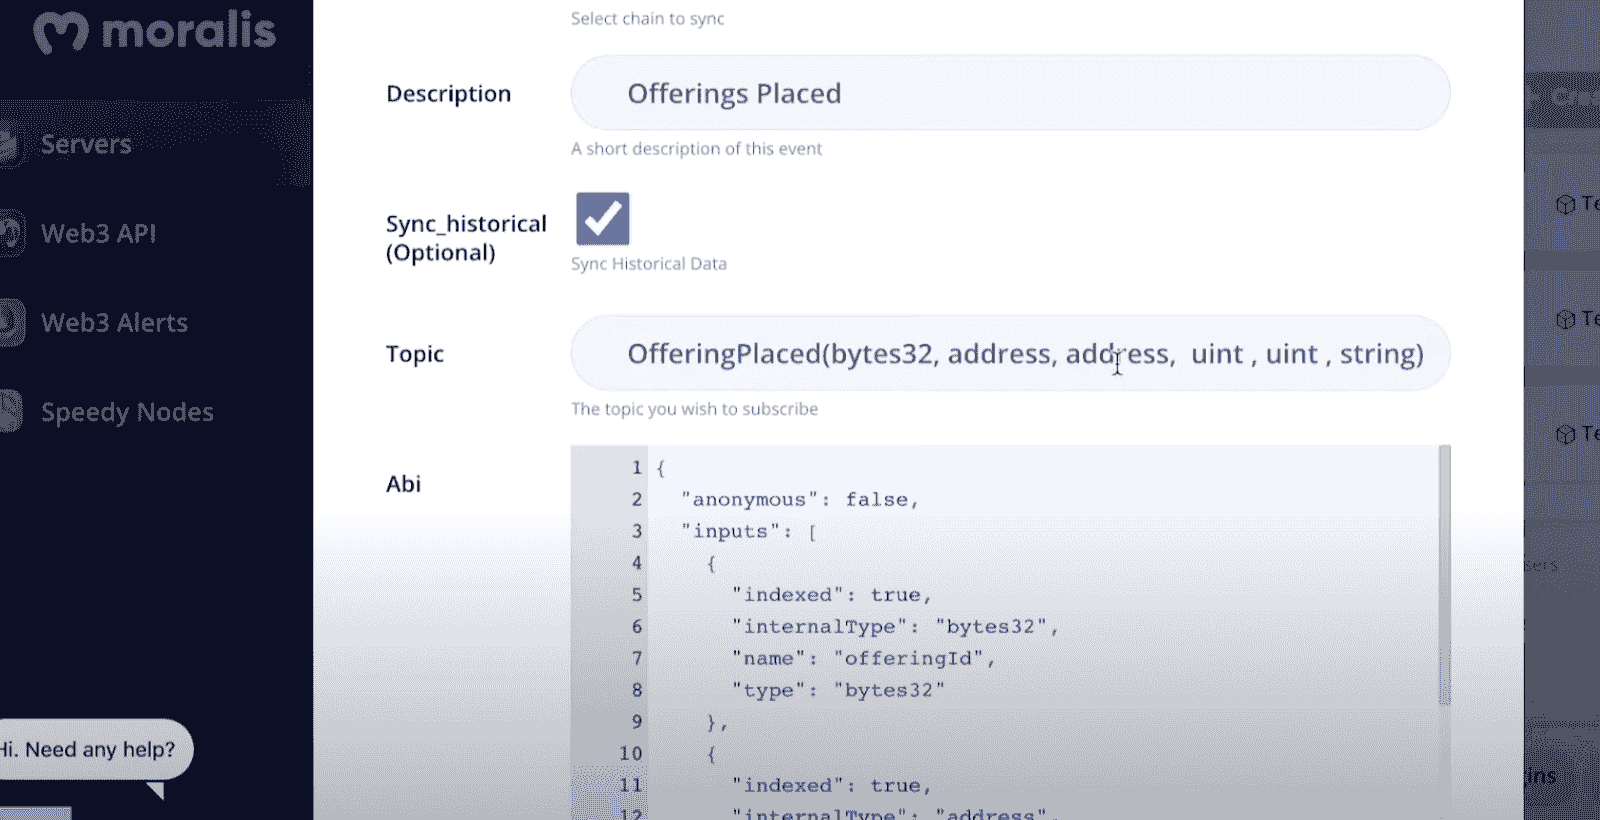 moralis
Servers
Web3 API
Web3 Alerts
Speedy Nodes
Hi. Need any help?
Select chain to sync
Description
Offerings Placed
A short description of this event
Sync_historical
(Optional)
Sync Historical Data
Topic
OfferingPlaced(bytes32, address, address,  uint , uint , string)
The topic you wish to subscribe
Abi
1 {
2 "anonymous": false,
3 "inputs": [
4 {
5 "indexed": true,
6 "internalType": "bytes32",
7 "name": "offeringId",
8 "type": "bytes32"
9 },
10 {
11 "indexed": true,
12 "internalType": "address",
Te
Te
Te
sers
ins